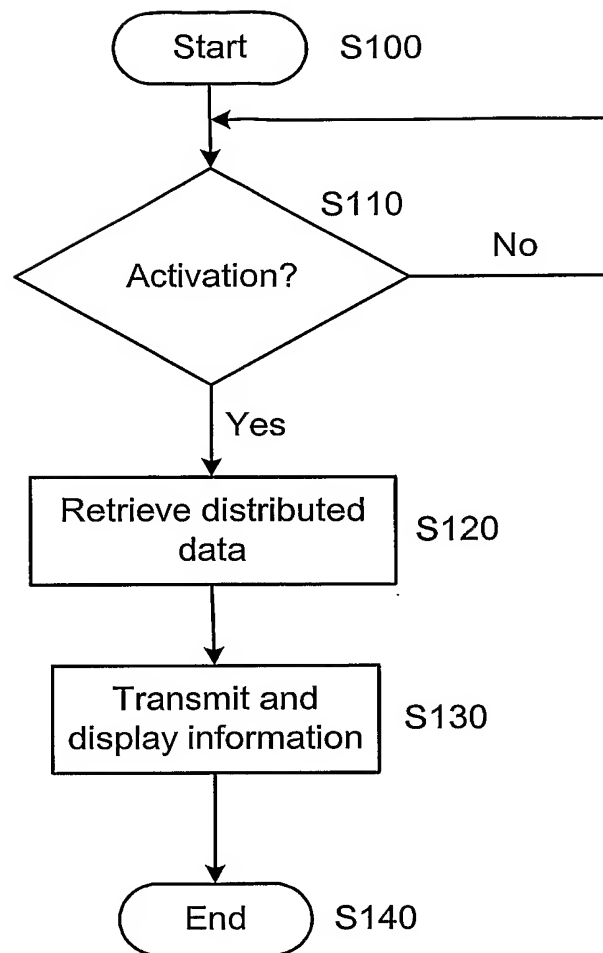 Start S100
S110
Activation?
No
Yes
Retrieve distributed
data
S120
Transmit and
display information
S130
End S140